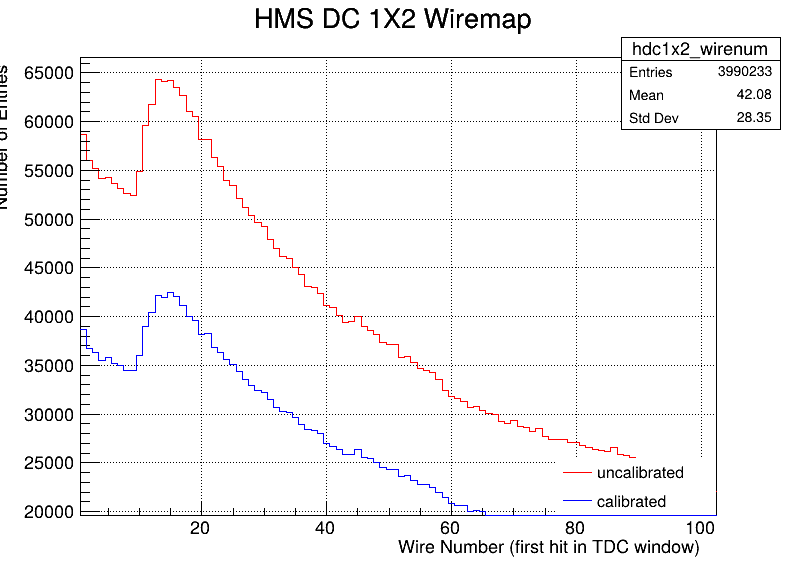 HMS DC 1X2 Wiremap
hdc1x2_wirenum
Entries 3990233
Mean 42.08
Std Dev 28.35
Number of Entries
65000
60000
55000
50000
45000
40000
35000
30000
25000
20000
uncalibrated
calibrated
20 40 60 80 100
Wire Number (first hit in TDC window)